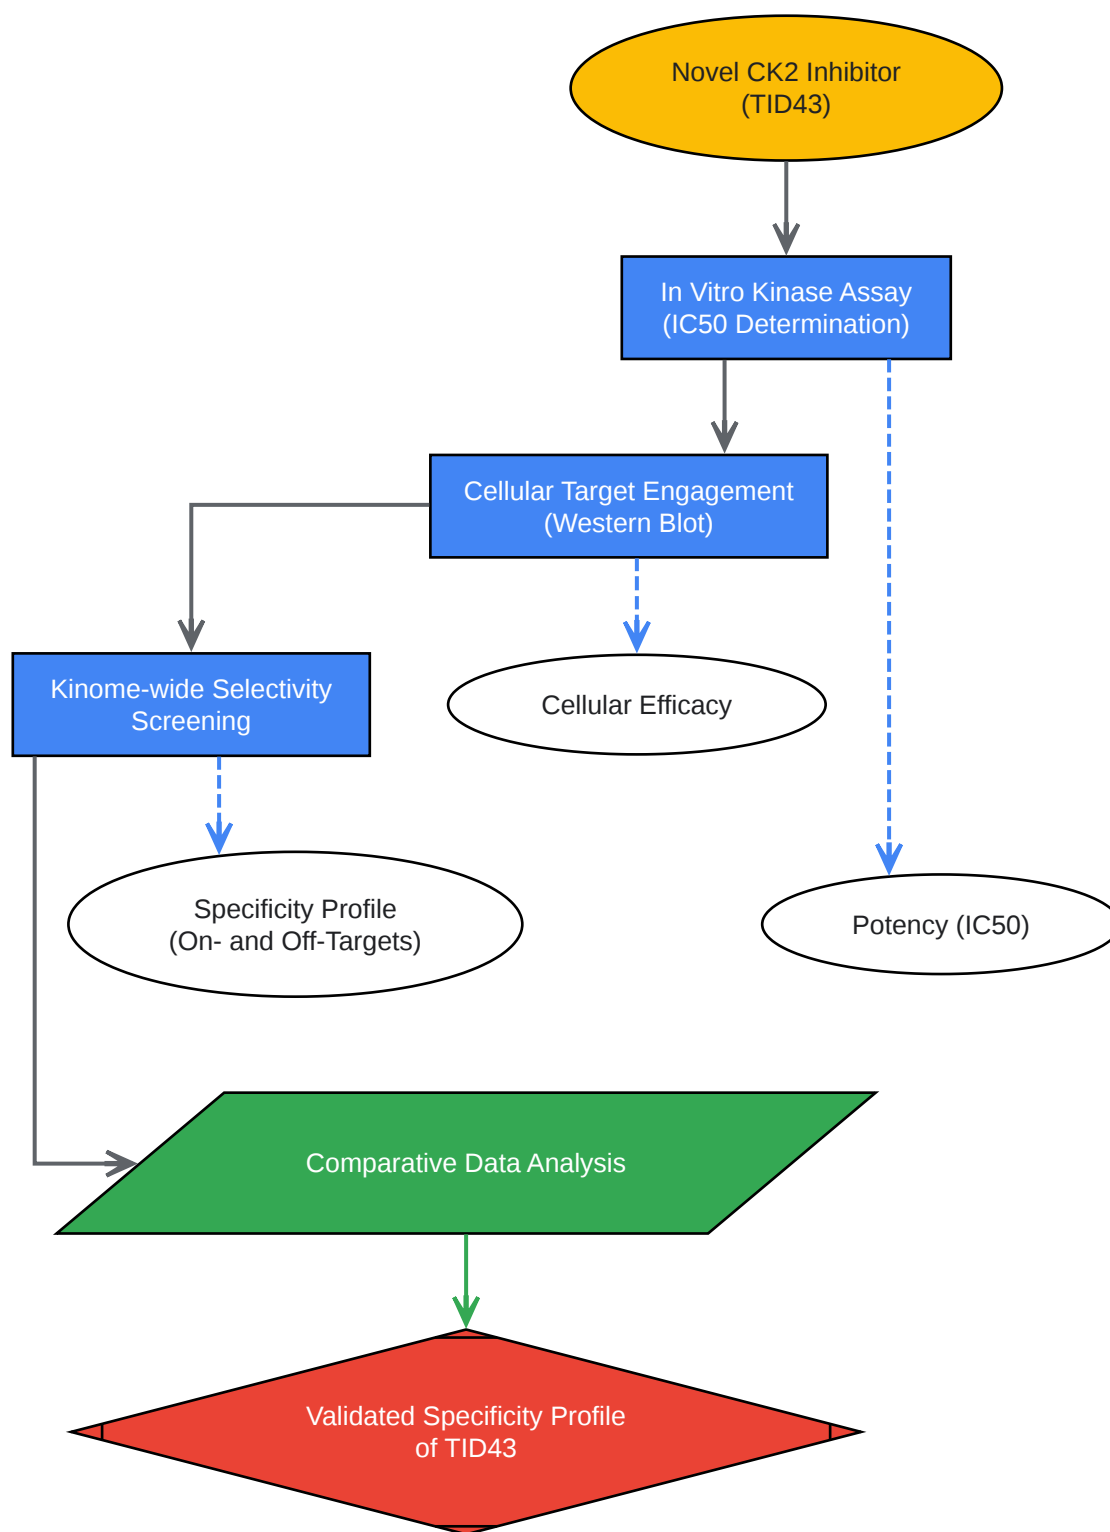 Novel CK2 Inhibitor
(TID43)
In Vitro Kinase Assay
(IC50 Determination)
Cellular Target Engagement
(Western Blot)
Kinome-wide Selectivity
Screening
Cellular Efficacy
Specificity Profile
(On- and Off-Targets)
Potency (IC50)
Comparative Data Analysis
Validated Specificity Profile
of TID43